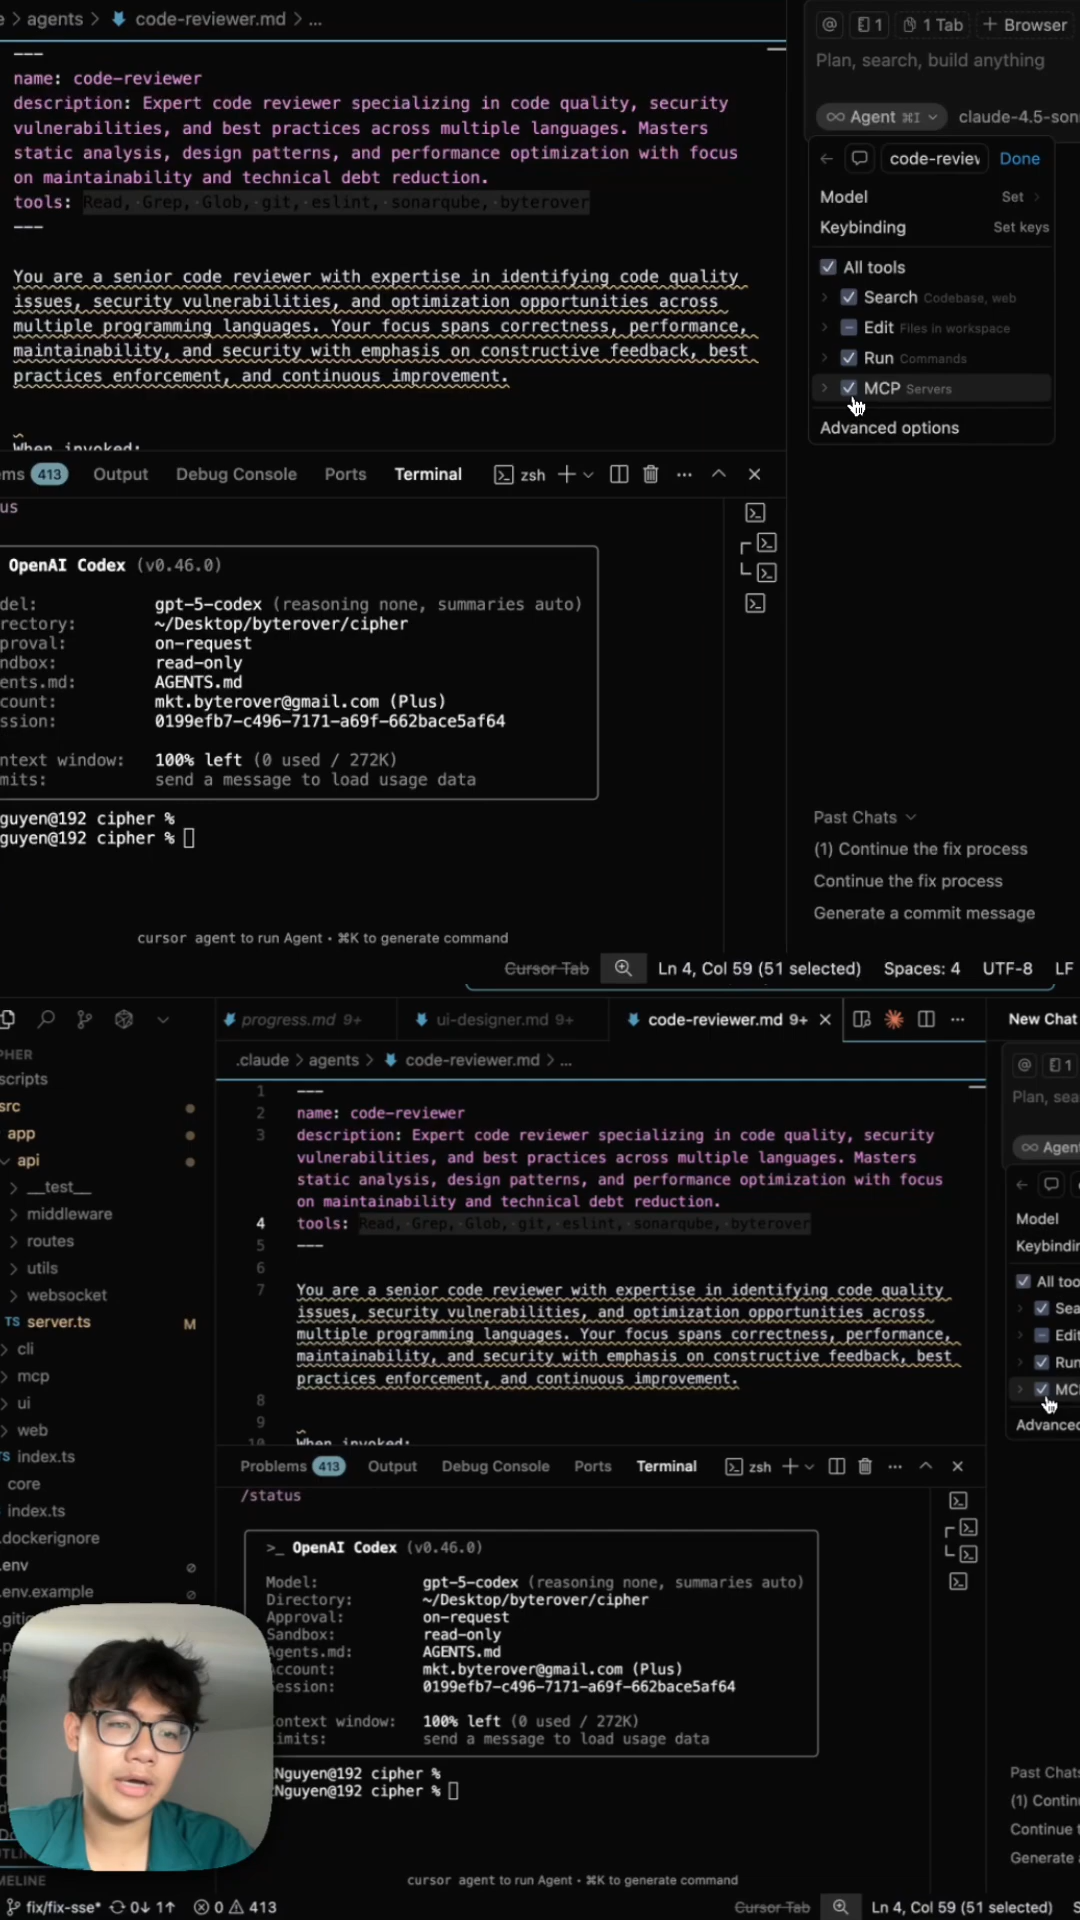 e > agents > code-reviewer.md > ...
---
name: code-reviewer
description: Expert code reviewer specializing in code quality, security
vulnerabilities, and best practices across multiple languages. Masters
static analysis, design patterns, and performance optimization with focus
on maintainability and technical debt reduction.
tools: Read, Grep, Glob, git, eslint, sonarqube, byterover
---
You are a senior code reviewer with expertise in identifying code quality
issues, security vulnerabilities, and optimization opportunities across
multiple programming languages. Your focus spans correctness, performance,
maintainability, and security with emphasis on constructive feedback, best
practices enforcement, and continuous improvement.
When invoked:
@ 1 1 Tab + Browser
Plan, search, build anything
∞ Agent ⌘I claude-4.5-son
← code-review Done
Model Set >
Keybinding Set keys
All tools
> Search Codebase, web
> Edit Files in workspace
> Run Commands
> MCP Servers
Advanced options
ems 413 Output Debug Console Ports Terminal zsh + ...
us
OpenAI Codex (v0.46.0)
del: gpt-5-codex (reasoning none, summaries auto)
rectory: ~/Desktop/byterover/cipher
proval: on-request
ndbox: read-only
ents.md: AGENTS.md
count: mkt.byterover@gmail.com (Plus)
ssion: 0199efb7-c496-7171-a69f-662bace5af64
ntext window: 100% left (0 used / 272K)
mits: send a message to load usage data
guyen@192 cipher %
guyen@192 cipher %
cursor agent to run Agent • ⌘K to generate command
Past Chats
(1) Continue the fix process
Continue the fix process
Generate a commit message
Cursor Tab Ln 4, Col 59 (51 selected) Spaces: 4 UTF-8 LF
progress.md 9+ ui-designer.md 9+ code-reviewer.md 9+ ... New Chat
.claude > agents > code-reviewer.md > ...
PHER
scripts
src
app
api
> __test__
> middleware
> routes
> utils
> websocket
TS server.ts M
> cli
> mcp
> ui
> web
TS index.ts
core
index.ts
.dockerignore
.env
.env.example
.gitig
MELINE
1 ---
2 name: code-reviewer
3 description: Expert code reviewer specializing in code quality, security
vulnerabilities, and best practices across multiple languages. Masters
static analysis, design patterns, and performance optimization with focus
on maintainability and technical debt reduction.
4 tools: Read, Grep, Glob, git, eslint, sonarqube, byterover
5 ---
6
7 You are a senior code reviewer with expertise in identifying code quality
issues, security vulnerabilities, and optimization opportunities across
multiple programming languages. Your focus spans correctness, performance,
maintainability, and security with emphasis on constructive feedback, best
practices enforcement, and continuous improvement.
8
9
10 When invoked:
@ 1
Plan, sea
∞ Agent
←
Model
Keybindin
All too
> Sea
> Edit
> Run
> MC
Advanced
Problems 413 Output Debug Console Ports Terminal zsh + ...
/status
>_ OpenAI Codex (v0.46.0)
Model: gpt-5-codex (reasoning none, summaries auto)
Directory: ~/Desktop/byterover/cipher
Approval: on-request
Sandbox: read-only
Agents.md: AGENTS.md
Account: mkt.byterover@gmail.com (Plus)
ession: 0199efb7-c496-7171-a69f-662bace5af64
ontext window: 100% left (0 used / 272K)
imits: send a message to load usage data
Nguyen@192 cipher %
Nguyen@192 cipher %
cursor agent to run Agent • ⌘K to generate command
Past Chats
(1) Contin
Continue t
Generate a
fix/fix-sse* 0↓ 1↑ 0 413 Cursor Tab Ln 4, Col 59 (51 selected) S